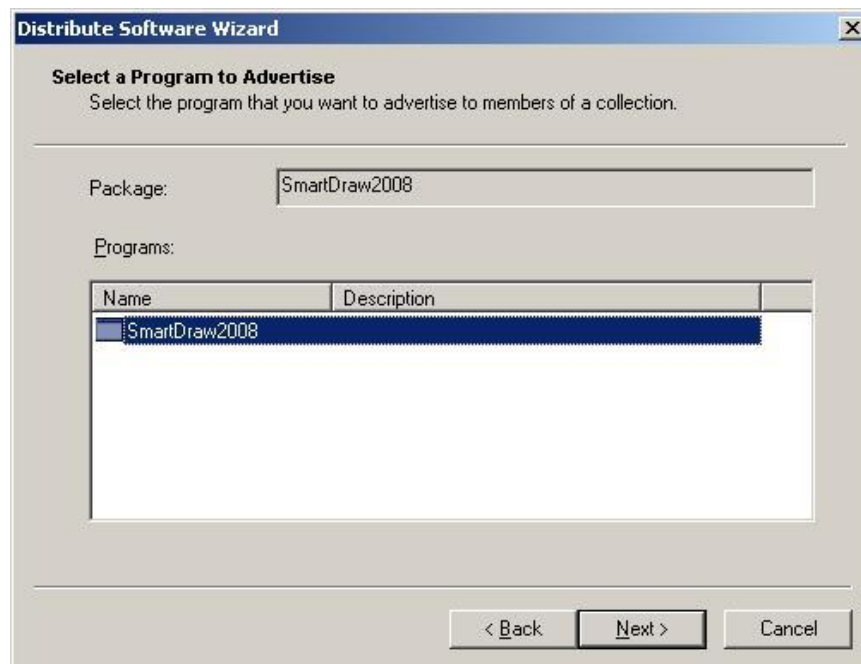 Distribute Software Wizard
Select a Program to Advertise
Select the program that you want to advertise to members of a collection.
Package: SmartDraw2008
Programs:
Name Description
SmartDraw2008
< Back Next > Cancel